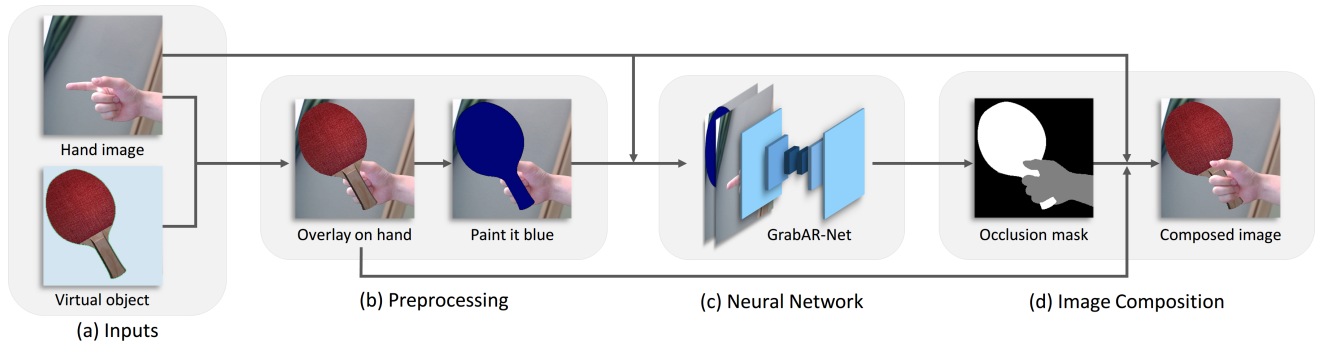 Hand image
Virtual object
(a) Inputs
Overlay on hand
Paint it blue
(b) Preprocessing
GrabAR-Net
(c) Neural Network
Occlusion mask
Composed image
(d) Image Composition